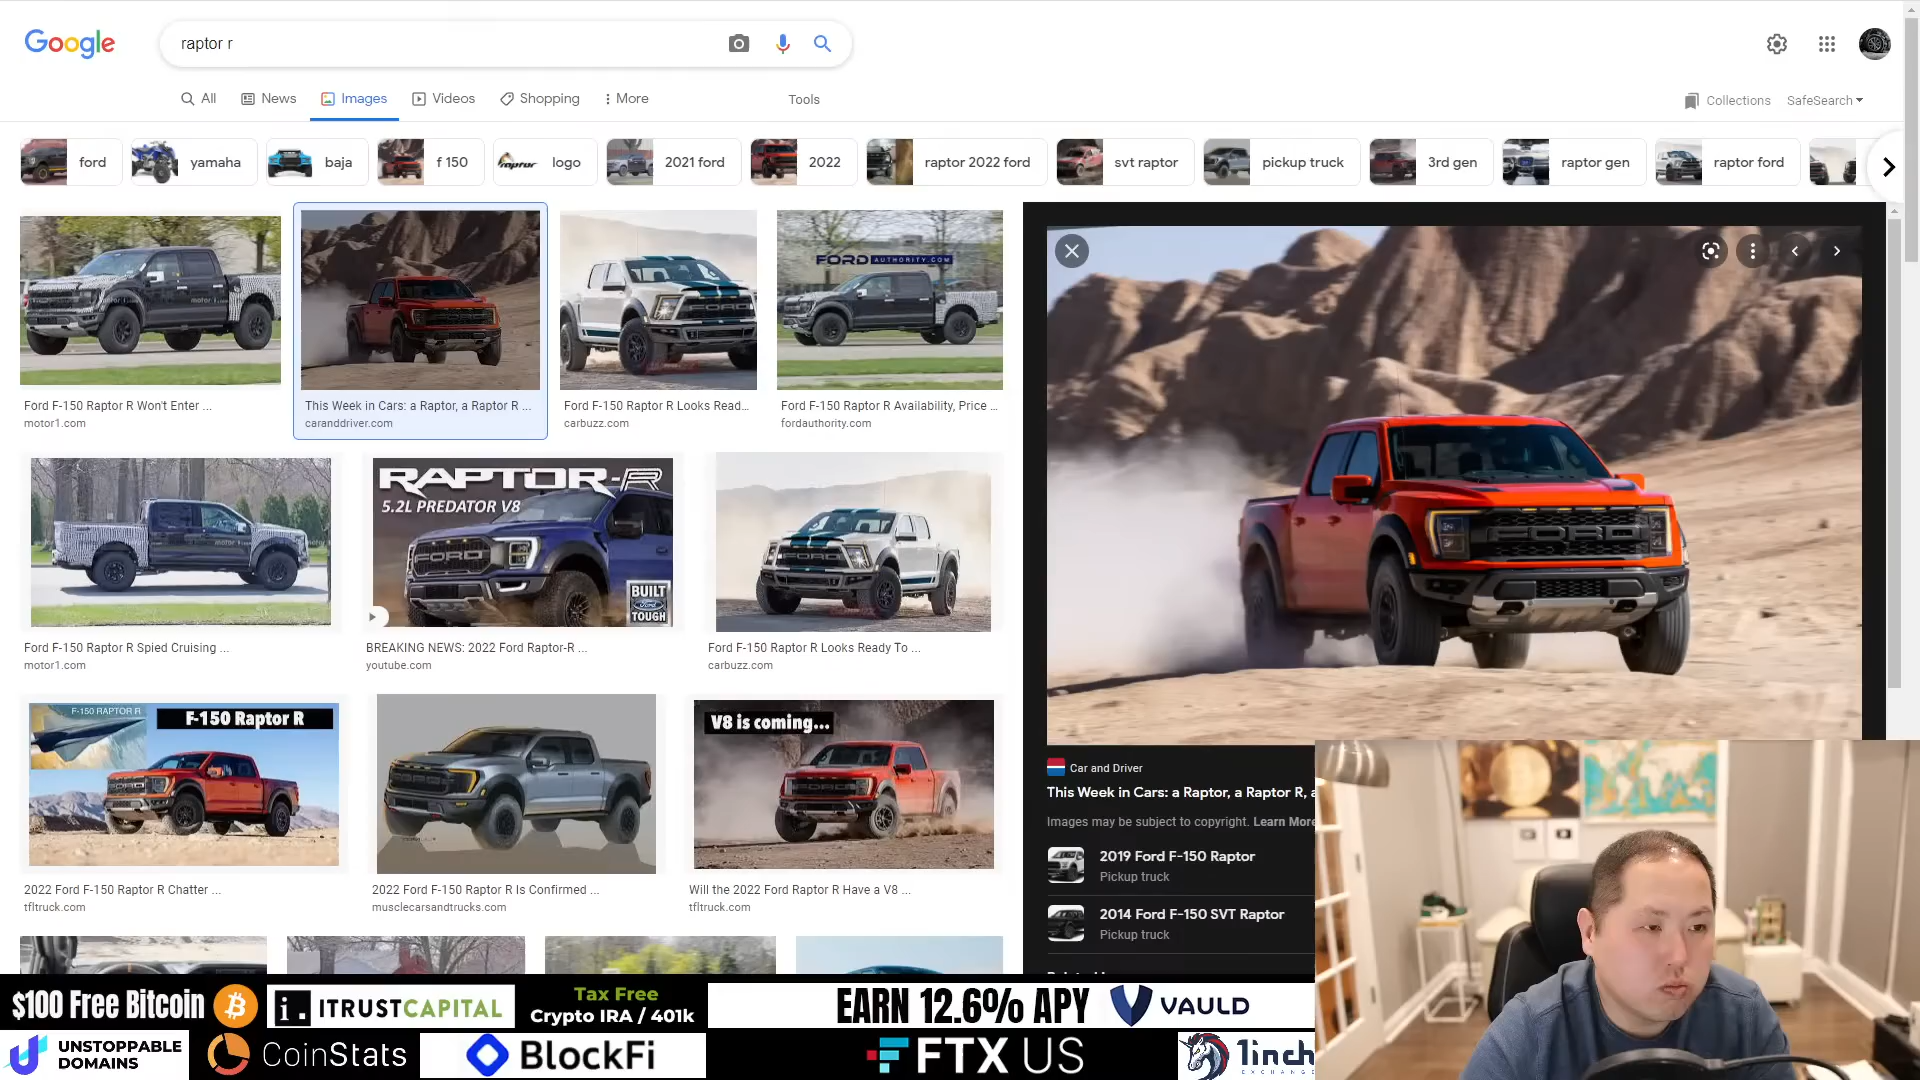 Google
raptor r
All
News
Images
Videos
Shopping
More
Tools
Collections
SafeSearch
ford
yamaha
baja
f 150
raptor
logo
2021 ford
2022
raptor 2022 ford
svt raptor
pickup truck
3rd gen
raptor gen
raptor ford
FORD AUTHORITY.COM
Ford F-150 Raptor R Won't Enter ...
motor1.com
This Week in Cars: a Raptor, a Raptor R ...
caranddriver.com
Ford F-150 Raptor R Looks Read...
carbuzz.com
Ford F-150 Raptor R Availability, Price ...
fordauthority.com
RAPTOR-R
5.2L PREDATOR V8
FORD
BUILT
Ford
TOUGH
Ford F-150 Raptor R Spied Cruising ...
motor1.com
BREAKING NEWS: 2022 Ford Raptor-R ...
youtube.com
Ford F-150 Raptor R Looks Ready To ...
carbuzz.com
FORD
F-150 RAPTOR R
F-150 Raptor R
FORD
V8 is coming...
2022 Ford F-150 Raptor R Chatter ...
tfltruck.com
2022 Ford F-150 Raptor R Is Confirmed ...
musclecarsandtrucks.com
Will the 2022 Ford Raptor R Have a V8 ...
tfltruck.com
Car and Driver
This Week in Cars: a Raptor, a Raptor R,
Images may be subject to copyright. Learn More
2019 Ford F-150 Raptor
Pickup truck
2014 Ford F-150 SVT Raptor
Pickup truck
$100 Free Bitcoin
i. ITRUSTCAPITAL
Tax Free
Crypto IRA / 401k
EARN 12.6% APY
VAULD
UNSTOPPABLE
DOMAINS
CoinStats
BlockFi
FTX US
1inch
EXCHANGE